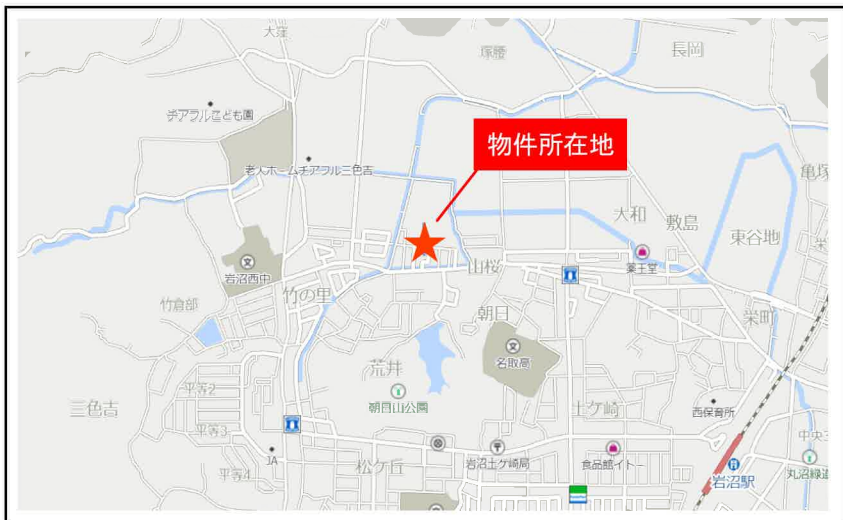 大窪
塚腰
長岡
チアラルこども園
物件所在地
老人ホームチアラル三色吉
亀塚
大和
敷島
東谷地
岩沼西中
山桜
薬王堂
竹の里
竹倉部
朝日
栄町
名取高
荒井
平等2
朝日山公園
三色吉
土ケ崎
西保育所
平等3
中央3
JA
松ケ丘
岩沼土ケ崎局
食品館イトー
丸沼緑道
岩沼駅
平等4